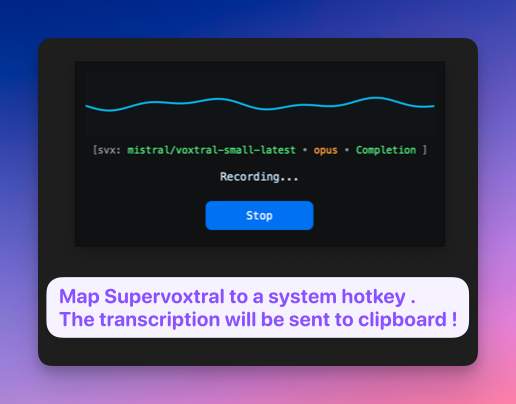 [svx: mistral/voxtral-small-latest • opus • Completion ]
Recording...
Stop
Map Supervoxtral to a system hotkey .
The transcription will be sent to clipboard !